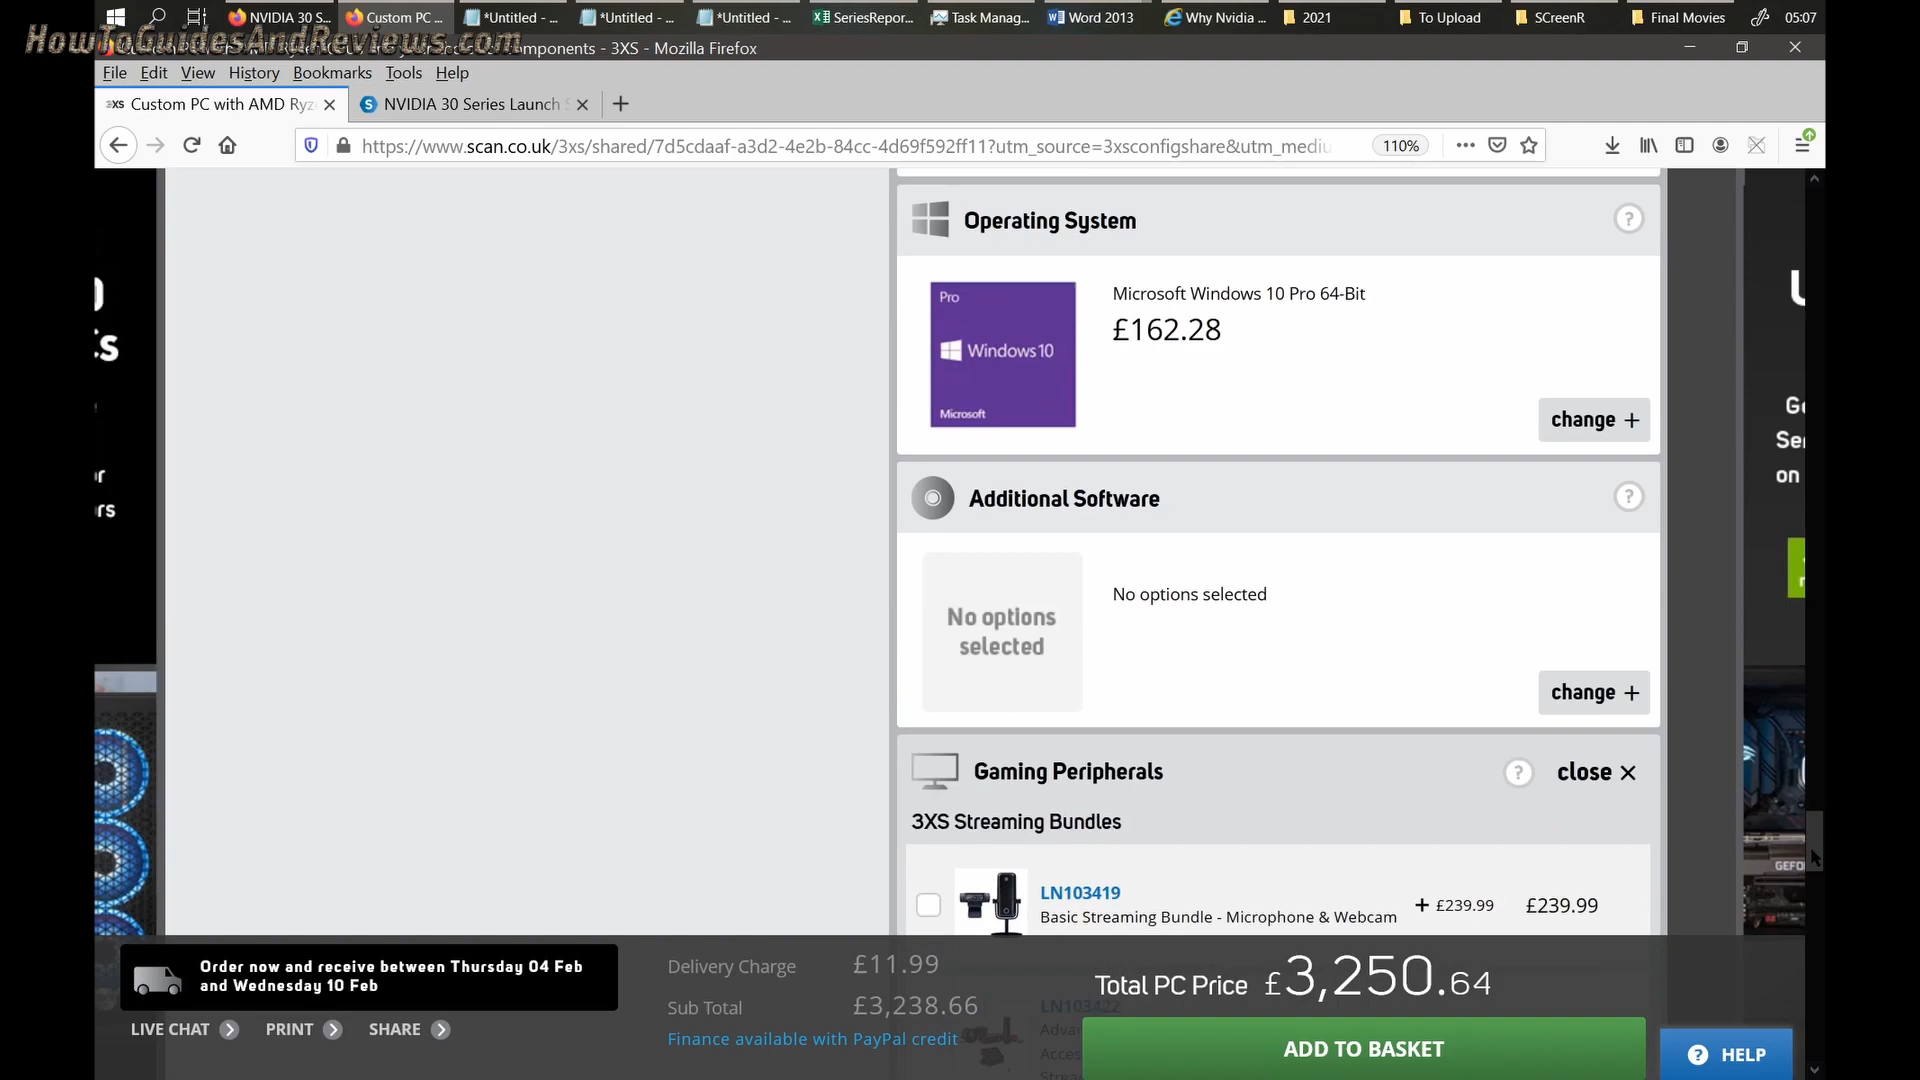 NVIDIA 30 S...
Custom PC ...
*Untitled - ...
*Untitled - ...
*Untitled - ...
SeriesRepor...
Task Manag...
Word 2013
Why Nvidia ...
2021
To Upload
SCreenR
Final Movies
05:07
HowToGuidesAndReviews.com
omponents - 3XS - Mozilla Firefox
File Edit View History Bookmarks Tools Help
3XS Custom PC with AMD Ryz
NVIDIA 30 Series Launch S
https://www.scan.co.uk/3xs/shared/7d5cdaaf-a3d2-4e2b-84cc-4d69f592ff11?utm_source=3xsconfigshare&utm_mediu
110%
Operating System
?
Pro
Windows 10
Microsoft
Microsoft Windows 10 Pro 64-Bit
£162.28
change +
Additional Software
?
No options
selected
No options selected
change +
Gaming Peripherals
?
close ×
3XS Streaming Bundles
LN103419
Basic Streaming Bundle - Microphone & Webcam
+ £239.99
£239.99
LN103422
Order now and receive between Thursday 04 Feb
and Wednesday 10 Feb
LIVE CHAT
PRINT
SHARE
Delivery Charge £11.99
Sub Total £3,238.66
Finance available with PayPal credit
Total PC Price £3,250.64
ADD TO BASKET
? HELP